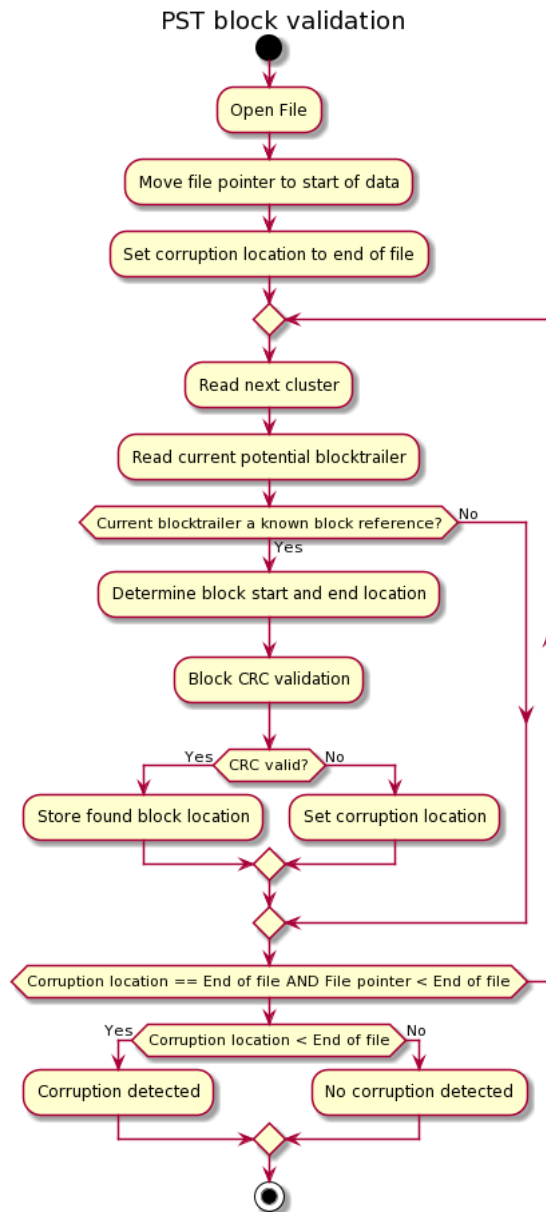 PST block validation
Open File
Move file pointer to start of data
Set corruption location to end of file
Read next cluster
Read current potential blocktrailer
Current blocktrailer a known block reference?
No
Yes
Determine block start and end location
Block CRC validation
Yes
CRC valid?
No
Store found block location
Set corruption location
Corruption location == End of file AND File pointer < End of file
Yes
Corruption location < End of file
No
Corruption detected
No corruption detected